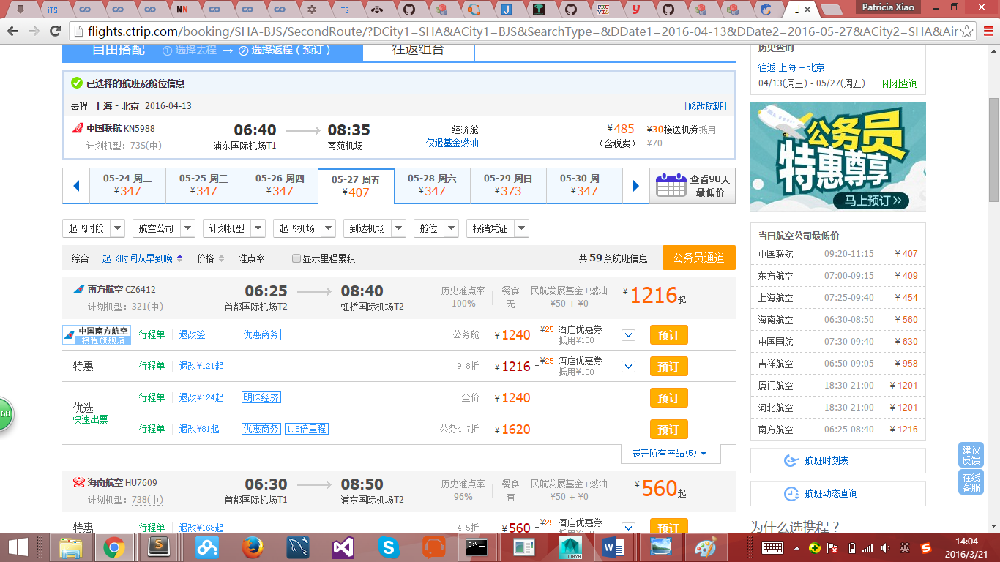 iTS
NN
iTS
J
PRU VIS
Patricia Xiao
flights.ctrip.com/booking/SHA-BJS/SecondRoute/?DCity1=SHA&ACity1=BJS&SearchType=&DDate1=2016-04-13&DDate2=2016-05-27&ACity2=SHA&Air
自由搭配 ① 选择去程 → ② 选择返程 ( 预订 ) 往返组合
已选择的航班及舱位信息
去程 上海 - 北京 2016-04-13 [修改航班]
中国联航 KN5988 06:40 08:35 经济舱 ¥485 ¥30接送机券抵用
计划机型: 73S(中) 浦东国际机场T1 南苑机场 仅退基金燃油 (含税费) ¥70
05-24 周二 05-25 周三 05-26 周四 05-27 周五 05-28 周六 05-29 周日 05-30 周一 查看90天
¥347 ¥347 ¥347 ¥407 ¥347 ¥373 ¥347 最低价
起飞时段 航空公司 计划机型 起飞机场 到达机场 舱位 报销凭证
综合 起飞时间从早到晚 价格 准点率 显示里程累积 共 59 条航班信息 公务员通道
南方航空 CZ6412 06:25 08:40 历史准点率 餐食 民航发展基金+燃油 ¥1216起
计划机型: 321(中) 首都国际机场T2 虹桥国际机场T2 100% 无 ¥50 + ¥0
中国南方航空
携程旗舰店 行程单 退改签 优惠商务 公务舱 ¥1240 +¥25 酒店优惠券 抵用¥100 预订
特惠 行程单 退改¥121起 9.8折 ¥1216 +¥25 酒店优惠券 抵用¥100 预订
优选 行程单 退改¥124起 明珠经济 全价 ¥1240 预订
快速出票 行程单 退改¥81起 优惠商务 1.5倍里程 公务4.7折 ¥1620 预订
展开所有产品(5)
海南航空 HU7609 06:30 08:50 历史准点率 餐食 民航发展基金+燃油 ¥560起
计划机型: 738(中) 首都国际机场T1 浦东国际机场T2 96% 有 ¥50 + ¥0
特惠 行程单 退改¥168起 4.5折 ¥560 +¥25 酒店优惠券 抵用¥100 预订
历史查询
往返 上海 – 北京
04/13(周三) - 05/27(周五) 刚刚查询
公务员
特惠尊享
马上预订
当日航空公司最低价
中国联航 09:20-11:15 ¥ 407
东方航空 07:00-09:15 ¥ 409
上海航空 07:25-09:40 ¥ 454
海南航空 06:30-08:50 ¥ 560
中国国航 07:30-09:40 ¥ 630
吉祥航空 06:50-09:05 ¥ 958
厦门航空 18:30-21:00 ¥ 1201
河北航空 18:30-21:00 ¥ 1201
南方航空 06:25-08:40 ¥ 1216
航班时刻表
航班动态查询
为什么选携程？
建议
反馈
在线
客服
68
S
W
MAYA
英
14:04
2016/3/21